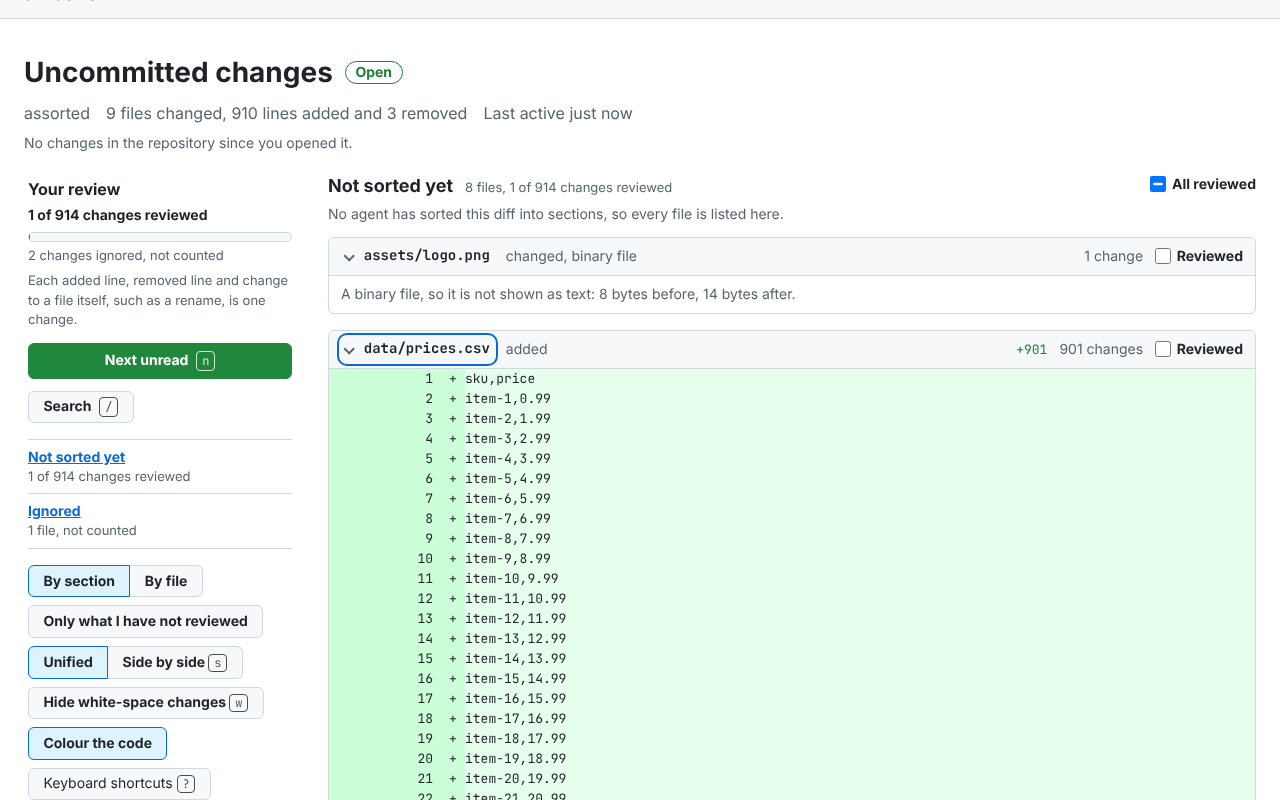 Uncommitted changes Open
assorted 9 files changed, 910 lines added and 3 removed Last active just now
No changes in the repository since you opened it.
Your review
1 of 914 changes reviewed
2 changes ignored, not counted
Each added line, removed line and change
to a file itself, such as a rename, is one
change.
Next unread n
Search /
Not sorted yet
1 of 914 changes reviewed
Ignored
1 file, not counted
By section By file
Only what I have not reviewed
Unified Side by side s
Hide white-space changes w
Colour the code
Keyboard shortcuts ?
Not sorted yet 8 files, 1 of 914 changes reviewed All reviewed
No agent has sorted this diff into sections, so every file is listed here.
assets/logo.png changed, binary file 1 change Reviewed
A binary file, so it is not shown as text: 8 bytes before, 14 bytes after.
data/prices.csv added +901 901 changes Reviewed
1 + sku,price
2 + item-1,0.99
3 + item-2,1.99
4 + item-3,2.99
5 + item-4,3.99
6 + item-5,4.99
7 + item-6,5.99
8 + item-7,6.99
9 + item-8,7.99
10 + item-9,8.99
11 + item-10,9.99
12 + item-11,10.99
13 + item-12,11.99
14 + item-13,12.99
15 + item-14,13.99
16 + item-15,14.99
17 + item-16,15.99
18 + item-17,16.99
19 + item-18,17.99
20 + item-19,18.99
21 + item-20,19.99
22 + item-21,20.99